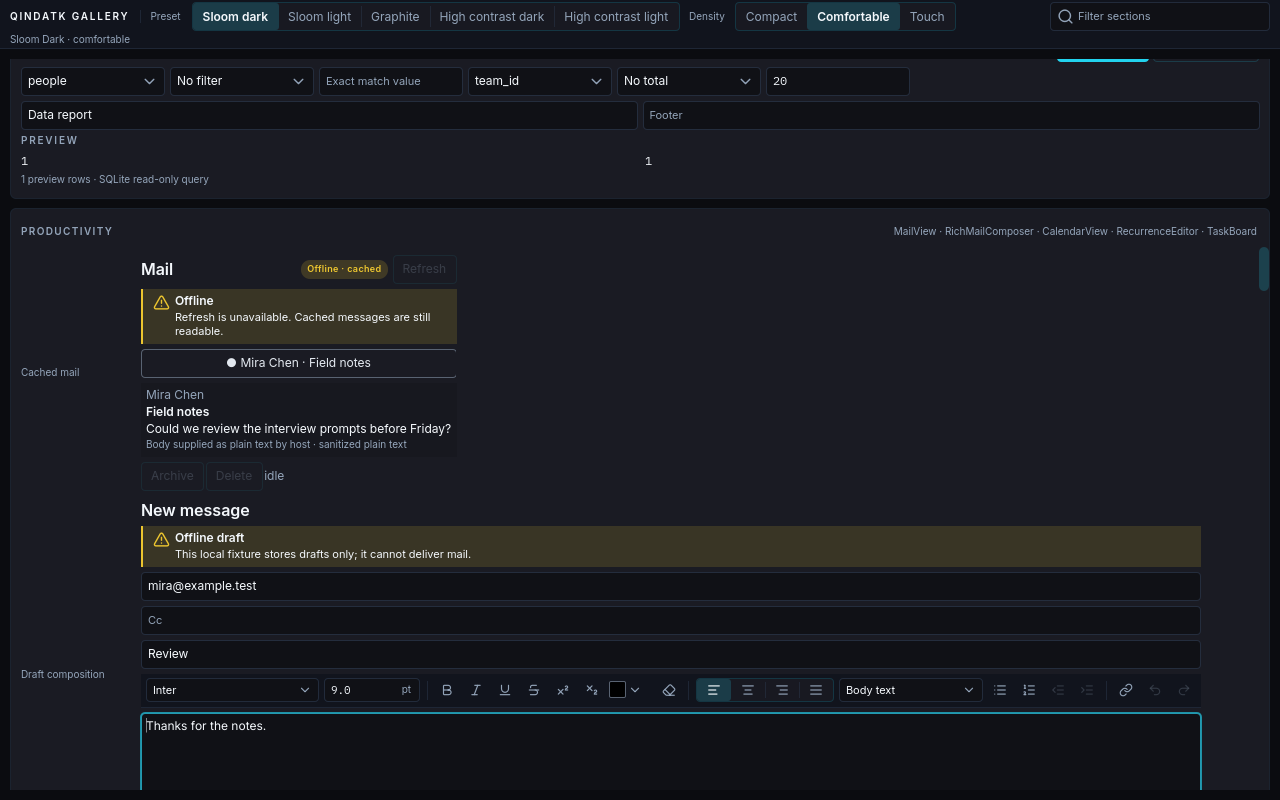 QINDATK GALLERY Preset Sloom dark Sloom light Graphite High contrast dark High contrast light Density Compact Comfortable Touch Filter sections
Sloom Dark · comfortable
people No filter Exact match value team_id No total 20
Data report Footer
PREVIEW
1 1
1 preview rows · SQLite read-only query
PRODUCTIVITY MailView · RichMailComposer · CalendarView · RecurrenceEditor · TaskBoard
Mail Offline · cached Refresh
Offline
Refresh is unavailable. Cached messages are still
readable.
Mira Chen · Field notes
Cached mail
Mira Chen
Field notes
Could we review the interview prompts before Friday?
Body supplied as plain text by host · sanitized plain text
Archive Delete idle
New message
Offline draft
This local fixture stores drafts only; it cannot deliver mail.
mira@example.test
Cc
Review
Draft composition
Inter 9.0 pt B I U S x² x₂ Body text
Thanks for the notes.